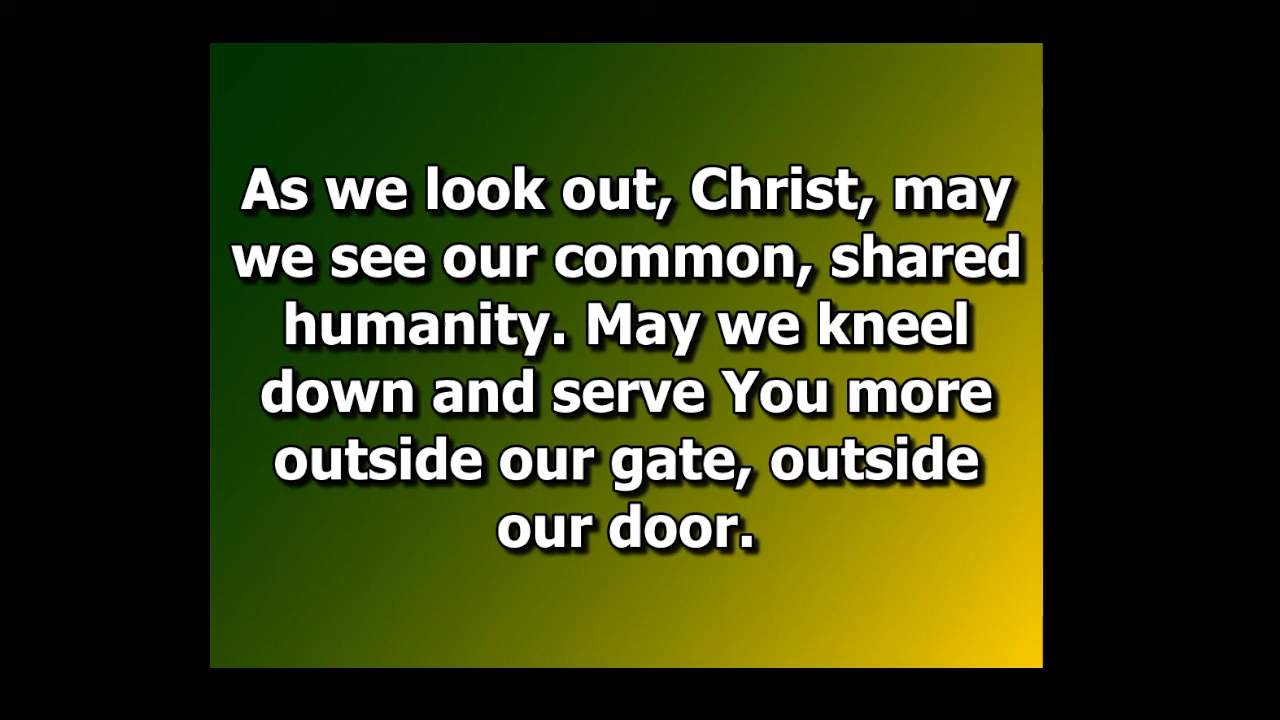 As we look out, Christ, may
we see our common, shared
humanity. May we kneel
down and serve You more
outside our gate, outside
our door.